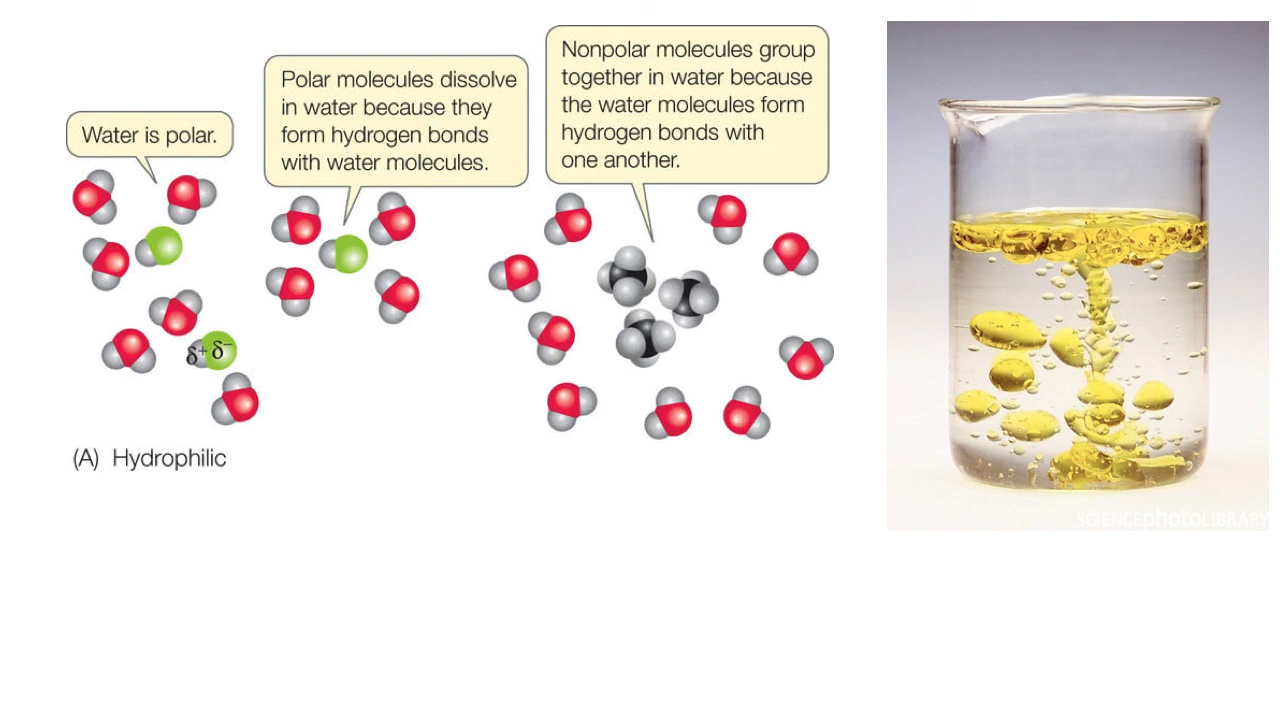 Water is polar.
Polar molecules dissolve
in water because they
form hydrogen bonds
with water molecules.
Nonpolar molecules group
together in water because
the water molecules form
hydrogen bonds with
one another.
δ+ δ−
(A) Hydrophilic
SCIENCEphotoLIBRARY